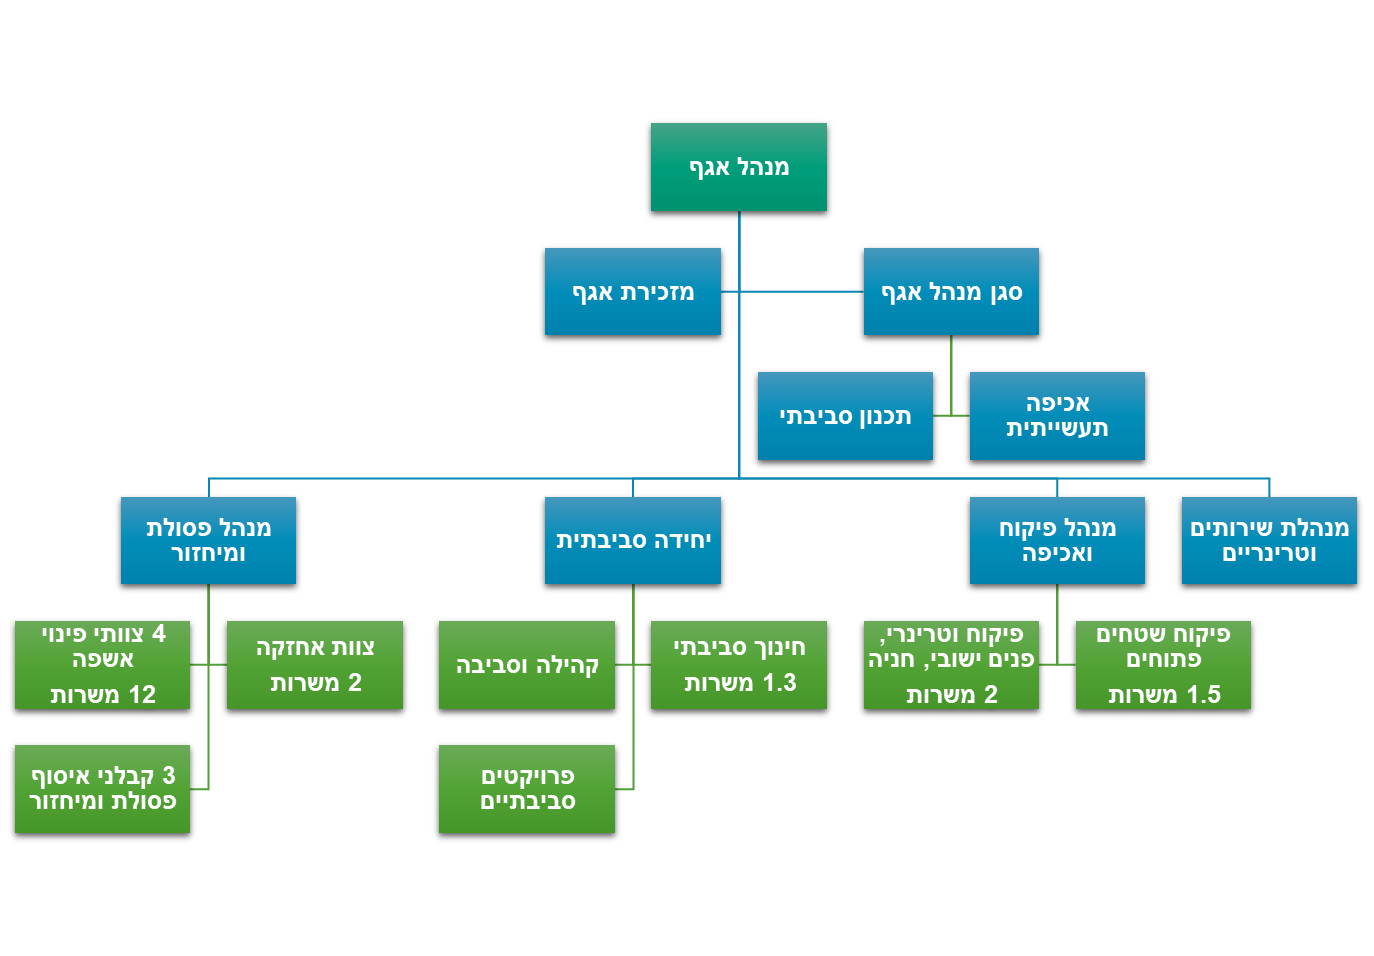 מנהל אגף
סגן מנהל אגף
מזכירת אגף
אכיפה
תעשייתית
תכנון סביבתי
מנהלת שירותים
וטרינריים
מנהל פיקוח
ואכיפה
יחידה סביבתית
מנהל פסולת
ומיחזור
פיקוח שטחים
פתוחים
1.5 משרות
פיקוח וטרינרי,
פנים ישובי, חניה
2 משרות
חינוך סביבתי
1.3 משרות
קהילה וסביבה
צוות אחזקה
2 משרות
4 צוותי פינוי
אשפה
12 משרות
פרויקטים
סביבתיים
3 קבלני איסוף
פסולת ומיחזור